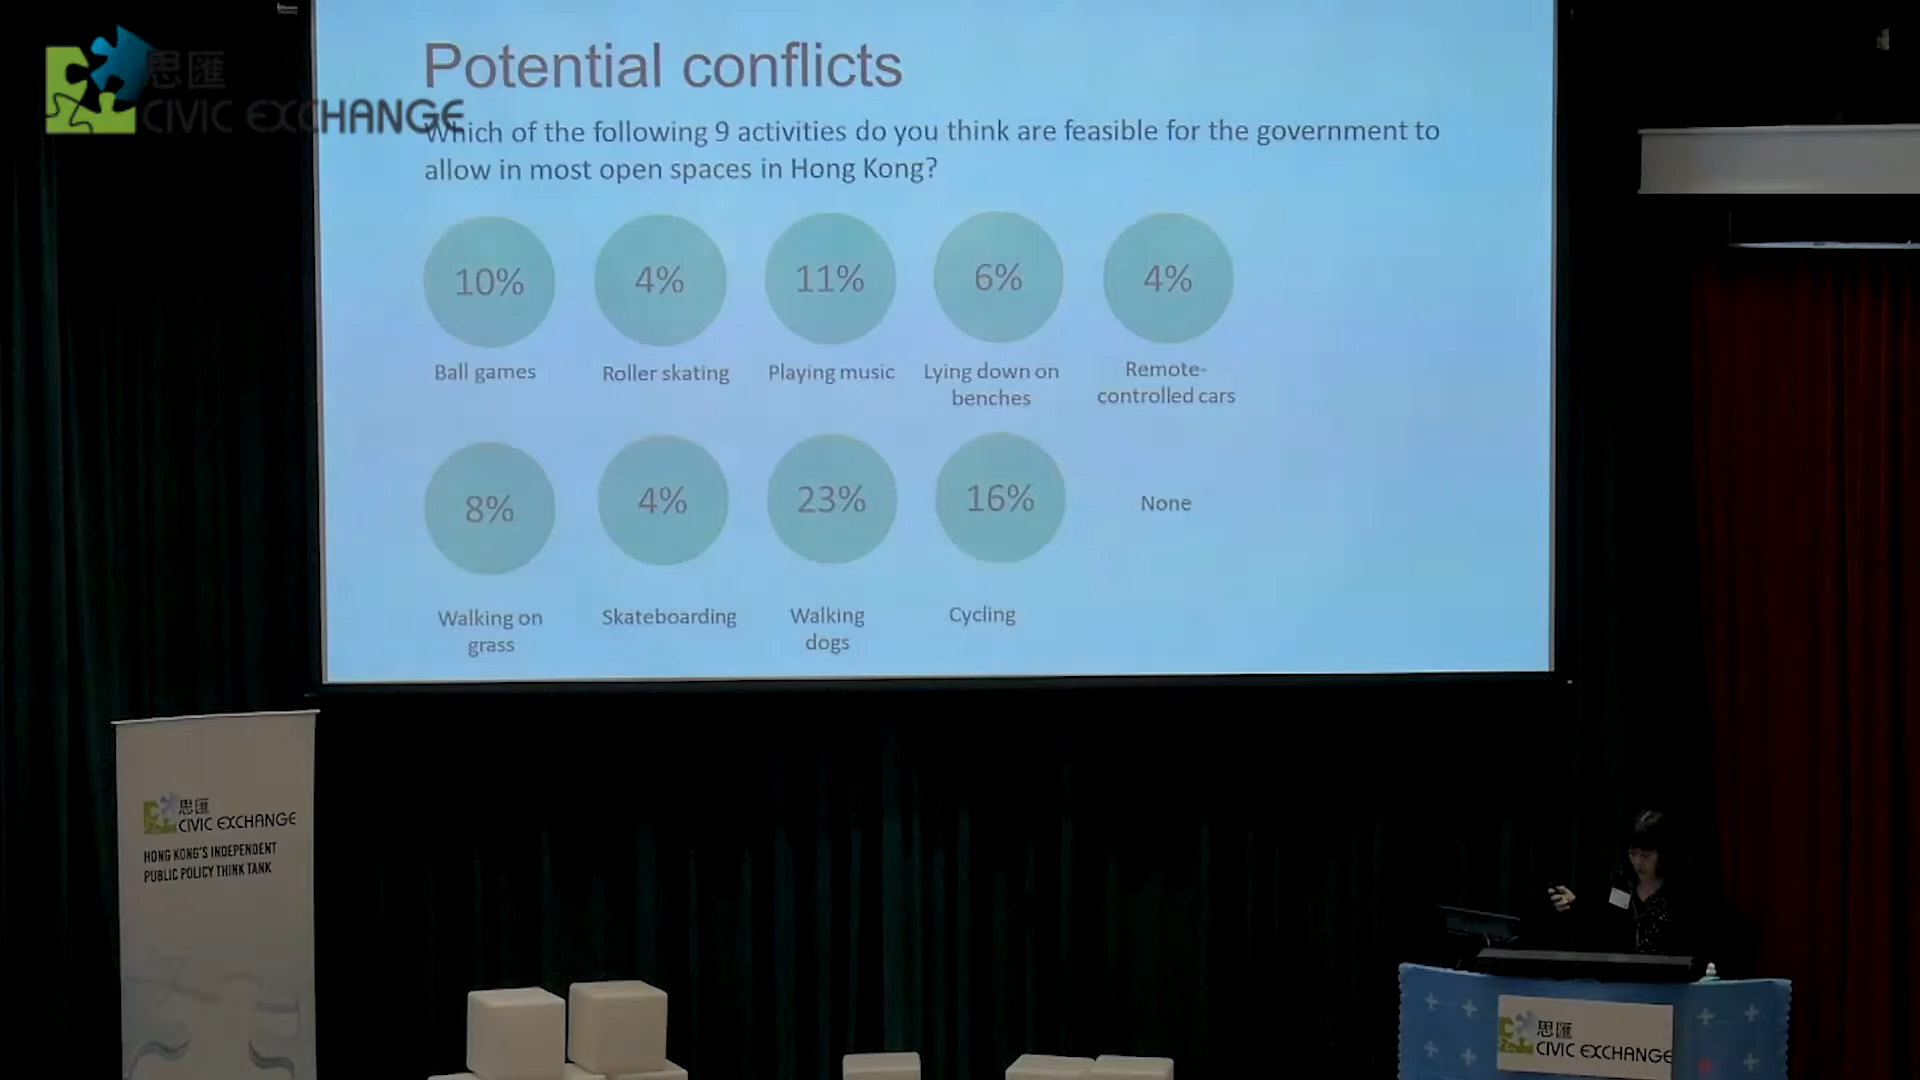 思匯
CIVIC EXCHANGE
Potential conflicts
Which of the following 9 activities do you think are feasible for the government to
allow in most open spaces in Hong Kong?
10%
4%
11%
6%
4%
Ball games
Roller skating
Playing music
Lying down on
benches
Remote-
controlled cars
8%
4%
23%
16%
None
Walking on
grass
Skateboarding
Walking
dogs
Cycling
思匯
CIVIC EXCHANGE
HONG KONG'S INDEPENDENT
PUBLIC POLICY THINK TANK
思匯
CIVIC EXCHANGE